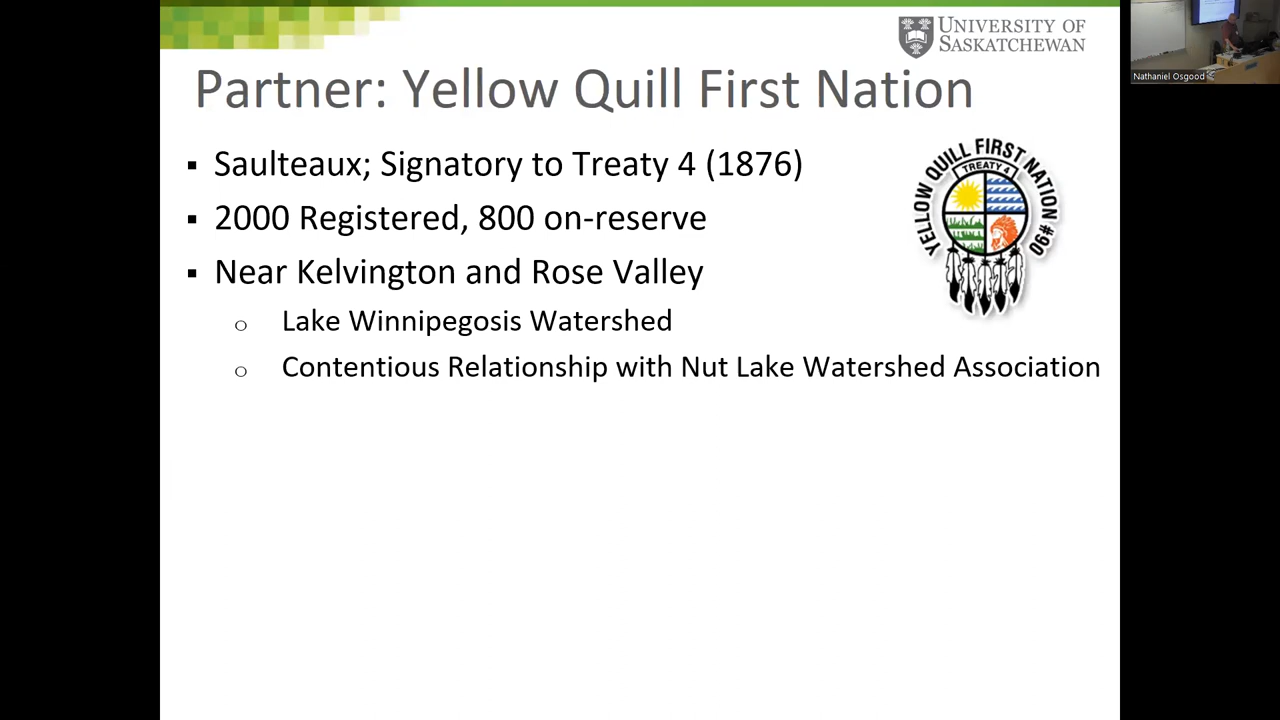 UNIVERSITY OF
SASKATCHEWAN
Nathaniel Osgood
Partner: Yellow Quill First Nation
▪ Saulteaux; Signatory to Treaty 4 (1876)
▪ 2000 Registered, 800 on-reserve
▪ Near Kelvington and Rose Valley
o Lake Winnipegosis Watershed
o Contentious Relationship with Nut Lake Watershed Association
YELLOW QUILL FIRST NATION #90
TREATY 4